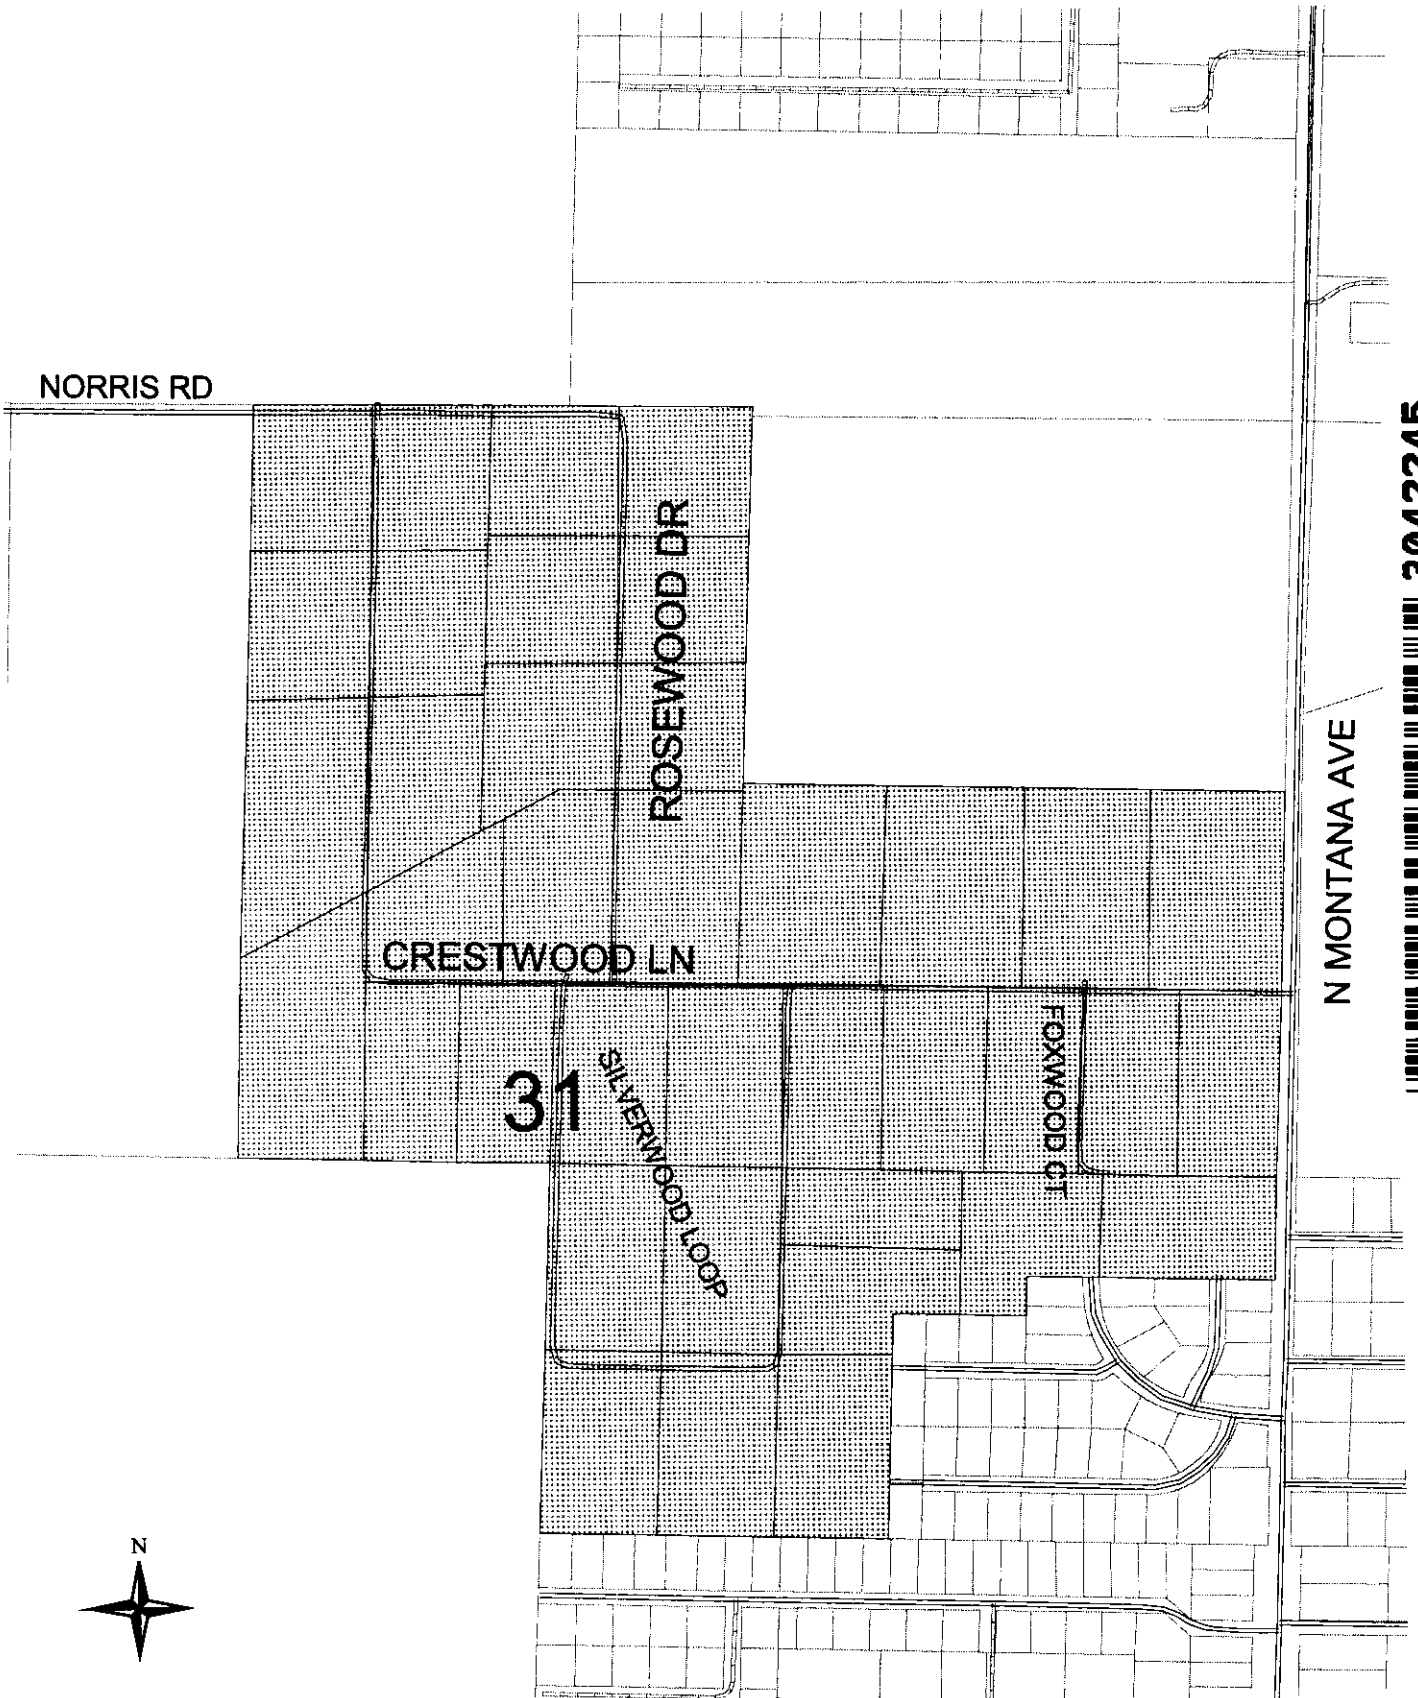 NORRIS RD
ROSEWOOD DR
N MONTANA AVE
CRESTWOOD LN
FOXWOOD CT
31
SILVERWOOD LOOP
N